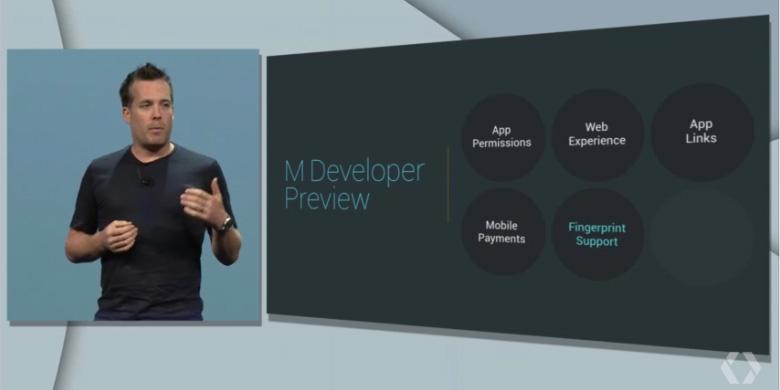 M Developer
Preview
App
Permissions
Web
Experience
App
Links
Mobile
Payments
Fingerprint
Support